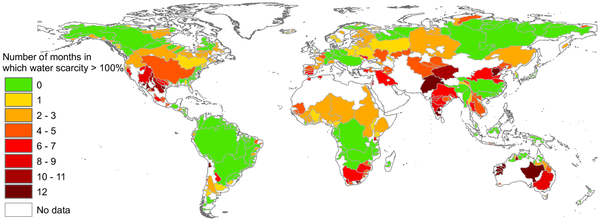 Number of months in
which water scarcity > 100%
0
1
2 - 3
4 - 5
6 - 7
8 - 9
10 - 11
12
No data